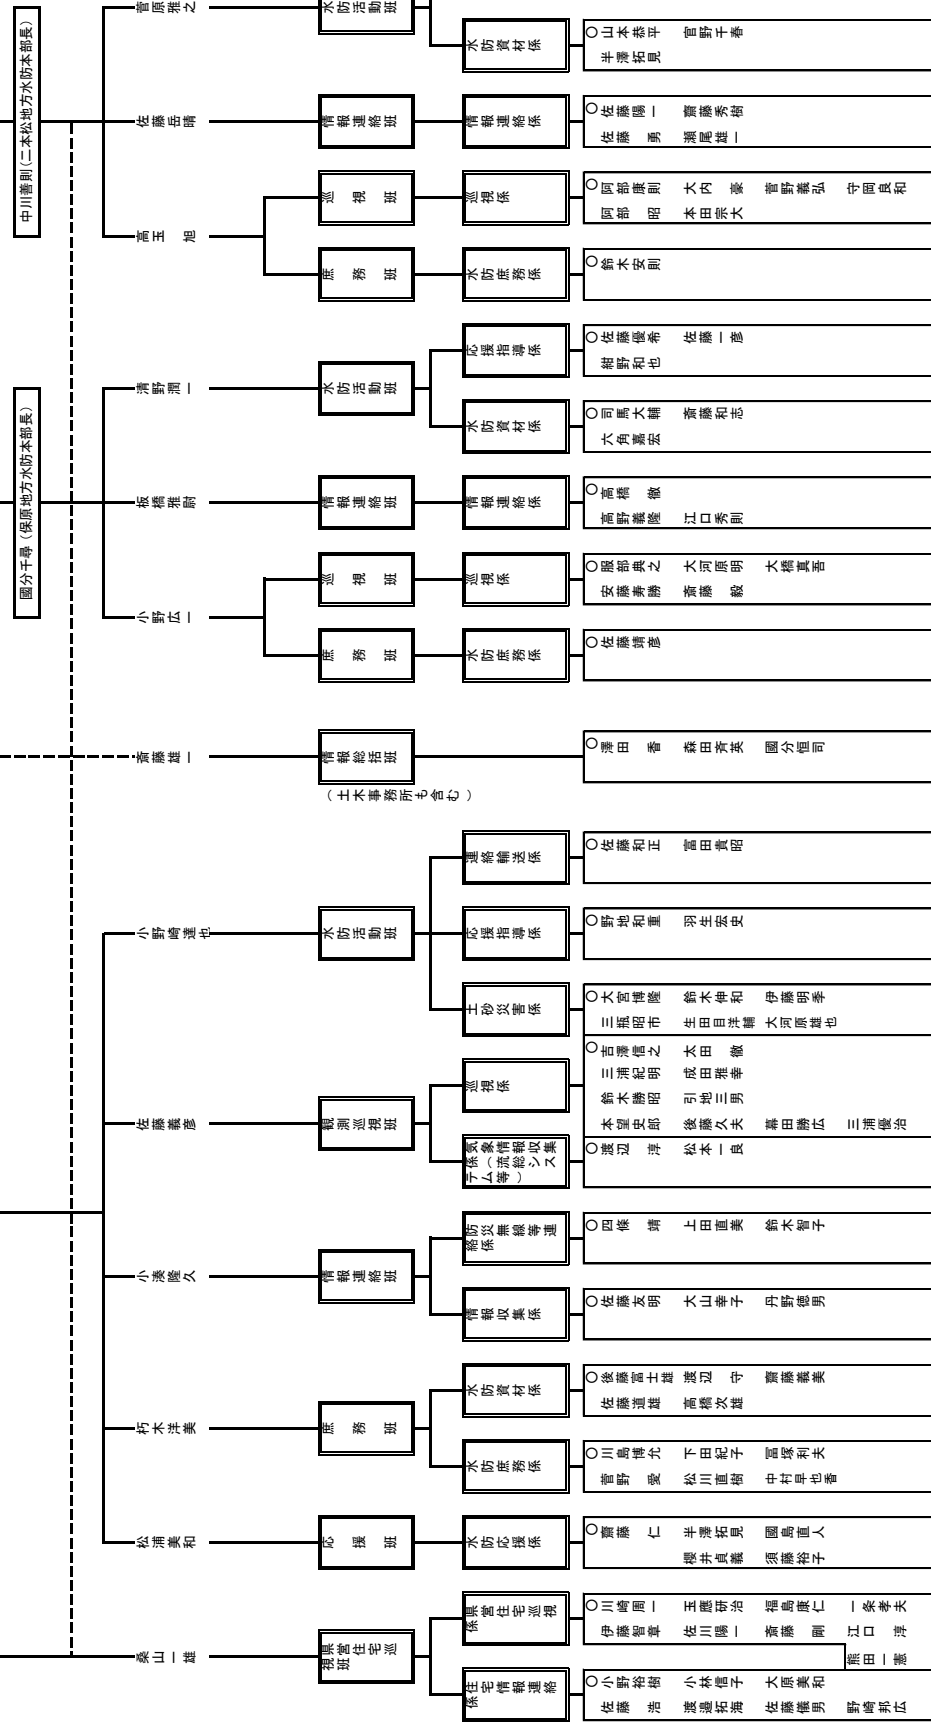 中川善則(二本松地方水防本部長)
菅原雅之
水防活動班
水防資材係
○山本恭平 官野千春
半澤拓見
佐藤岳晴
情報連絡班
情報連絡係
○佐藤陽一 齋藤秀樹
佐藤 勇 瀬尾雄一
高玉 旭
巡視班
巡視係
○阿部康則 大内 豪 菅野義弘 守岡良和
阿部 昭 本田宗大
庶務班
水防庶務係
○鈴木安則
國分千尋(保原地方水防本部長)
清野潤一
水防活動班
応援指導係
○佐藤優希 佐藤一彦
紺野和也
水防資材係
○司馬大輔 斎藤和志
六角嘉宏
板橋雅尉
情報連絡班
情報連絡係
○高橋 徹
高野義隆 江口秀則
小野広一
巡視班
巡視係
○服部典之 大河原明 大橋真吾
安藤寿勝 斎藤 毅
庶務班
水防庶務係
○佐藤靖彦
斎藤雄一
情報総括班
(土木事務所も含む)
○澤田 香 森田斉英 國分恒司
小野崎達也
水防活動班
連絡輸送係
○佐藤和正 富田貴昭
応援指導係
○野地和重 羽生宏史
土砂災害係
○大宮博隆 鈴木伸和 伊藤明孝
三瓶昭市 生田目洋輔 大河原雄也
佐藤義彦
観測巡視班
巡視係
○吉澤信之 太田 徹
三浦紀明 成田雅幸
鈴木勝昭 引地三男
本望史郎 後藤久夫 幕田勝広 三浦優治
気象情報収集
係(流総シス
テム等)
○渡辺 淳 松本一良
小湊隆久
情報連絡班
防災無線等連
絡係
○四條 靖 上田直美 鈴木智子
情報収集係
○佐藤友明 大山幸子 丹野徳男
朽木洋美
庶務班
水防資材係
○後藤富士雄 渡辺 守 齋藤義美
佐藤道雄 高橋次雄
水防庶務係
○川島博允 下田紀子 冨塚利夫
菅野 愛 松川直樹 中村早也香
松浦美和
応援班
水防応援係
○齋藤 仁 半澤拓見 國島直人
櫻井貞義 須藤裕子
桑山一雄
県営住宅巡
視班
県営住宅巡視
係
○川崎周一 玉應研治 福島康仁 一条孝夫
伊藤智章 佐川陽一 斎藤 剛 江口 淳
熊田一憲
住宅情報連絡
係
○小野裕樹 小林信子 大原美和
佐藤 浩 渡邉拓海 佐藤儀男 野崎邦広